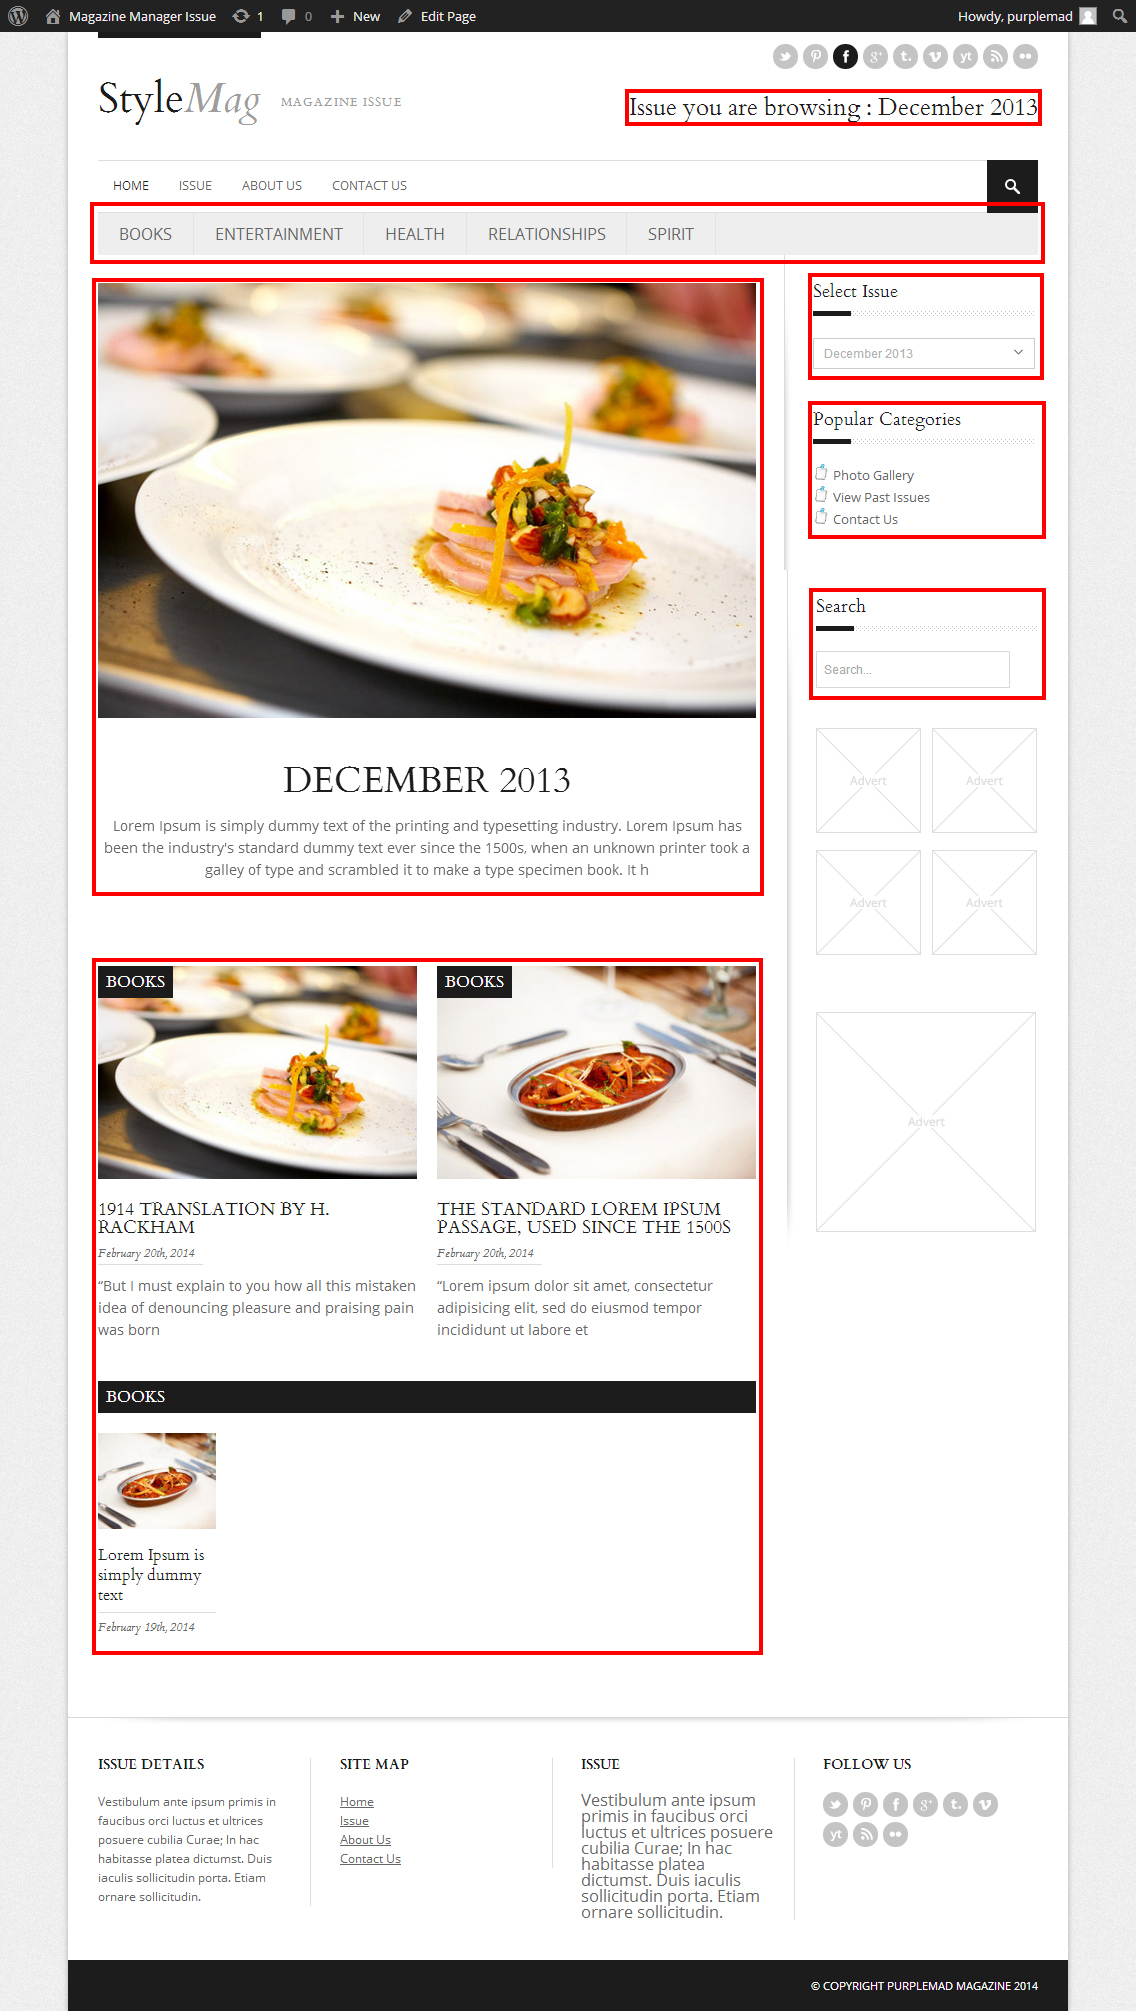 Magazine Manager Issue 1 0 New Edit Page Howdy, purplemad
StyleMag MAGAZINE ISSUE
Issue you are browsing : December 2013
HOME ISSUE ABOUT US CONTACT US
BOOKS ENTERTAINMENT HEALTH RELATIONSHIPS SPIRIT
DECEMBER 2013
Lorem Ipsum is simply dummy text of the printing and typesetting industry. Lorem Ipsum has
been the industry's standard dummy text ever since the 1500s, when an unknown printer took a
galley of type and scrambled it to make a type specimen book. It h
Select Issue
December 2013
Popular Categories
Photo Gallery
View Past Issues
Contact Us
Search
Search...
Advert Advert
Advert Advert
Advert
BOOKS
1914 TRANSLATION BY H.
RACKHAM
February 20th, 2014
“But I must explain to you how all this mistaken
idea of denouncing pleasure and praising pain
was born
BOOKS
THE STANDARD LOREM IPSUM
PASSAGE, USED SINCE THE 1500S
February 20th, 2014
“Lorem ipsum dolor sit amet, consectetur
adipisicing elit, sed do eiusmod tempor
incididunt ut labore et
BOOKS
Lorem Ipsum is
simply dummy
text
February 19th, 2014
ISSUE DETAILS
Vestibulum ante ipsum primis in
faucibus orci luctus et ultrices
posuere cubilia Curae; In hac
habitasse platea dictumst. Duis
iaculis sollicitudin porta. Etiam
ornare sollicitudin.
SITE MAP
Home
Issue
About Us
Contact Us
ISSUE
Vestibulum ante ipsum
primis in faucibus orci
luctus et ultrices posuere
cubilia Curae; In hac
habitasse platea
dictumst. Duis iaculis
sollicitudin porta. Etiam
ornare sollicitudin.
FOLLOW US
© COPYRIGHT PURPLEMAD MAGAZINE 2014